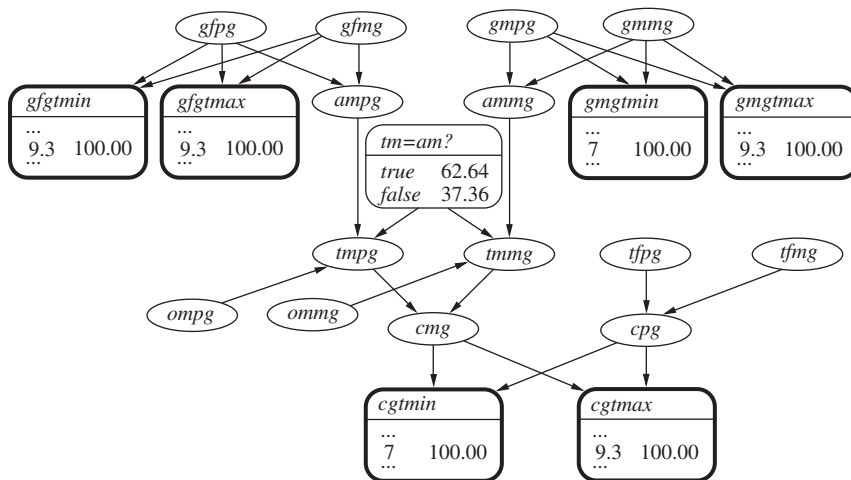 gfpg
gfmg
gmpg
gmmg
gfgtmin
...
9.3 100.00
...
gfgtmax
...
9.3 100.00
...
ampg
ammg
gmgtmin
...
7 100.00
...
gmgtmax
...
9.3 100.00
...
tm=am?
true 62.64
false 37.36
tmpg
tmmg
tfpg
tfmg
ompg
ommg
cmg
cpg
cgtmin
...
7 100.00
...
cgtmax
...
9.3 100.00
...